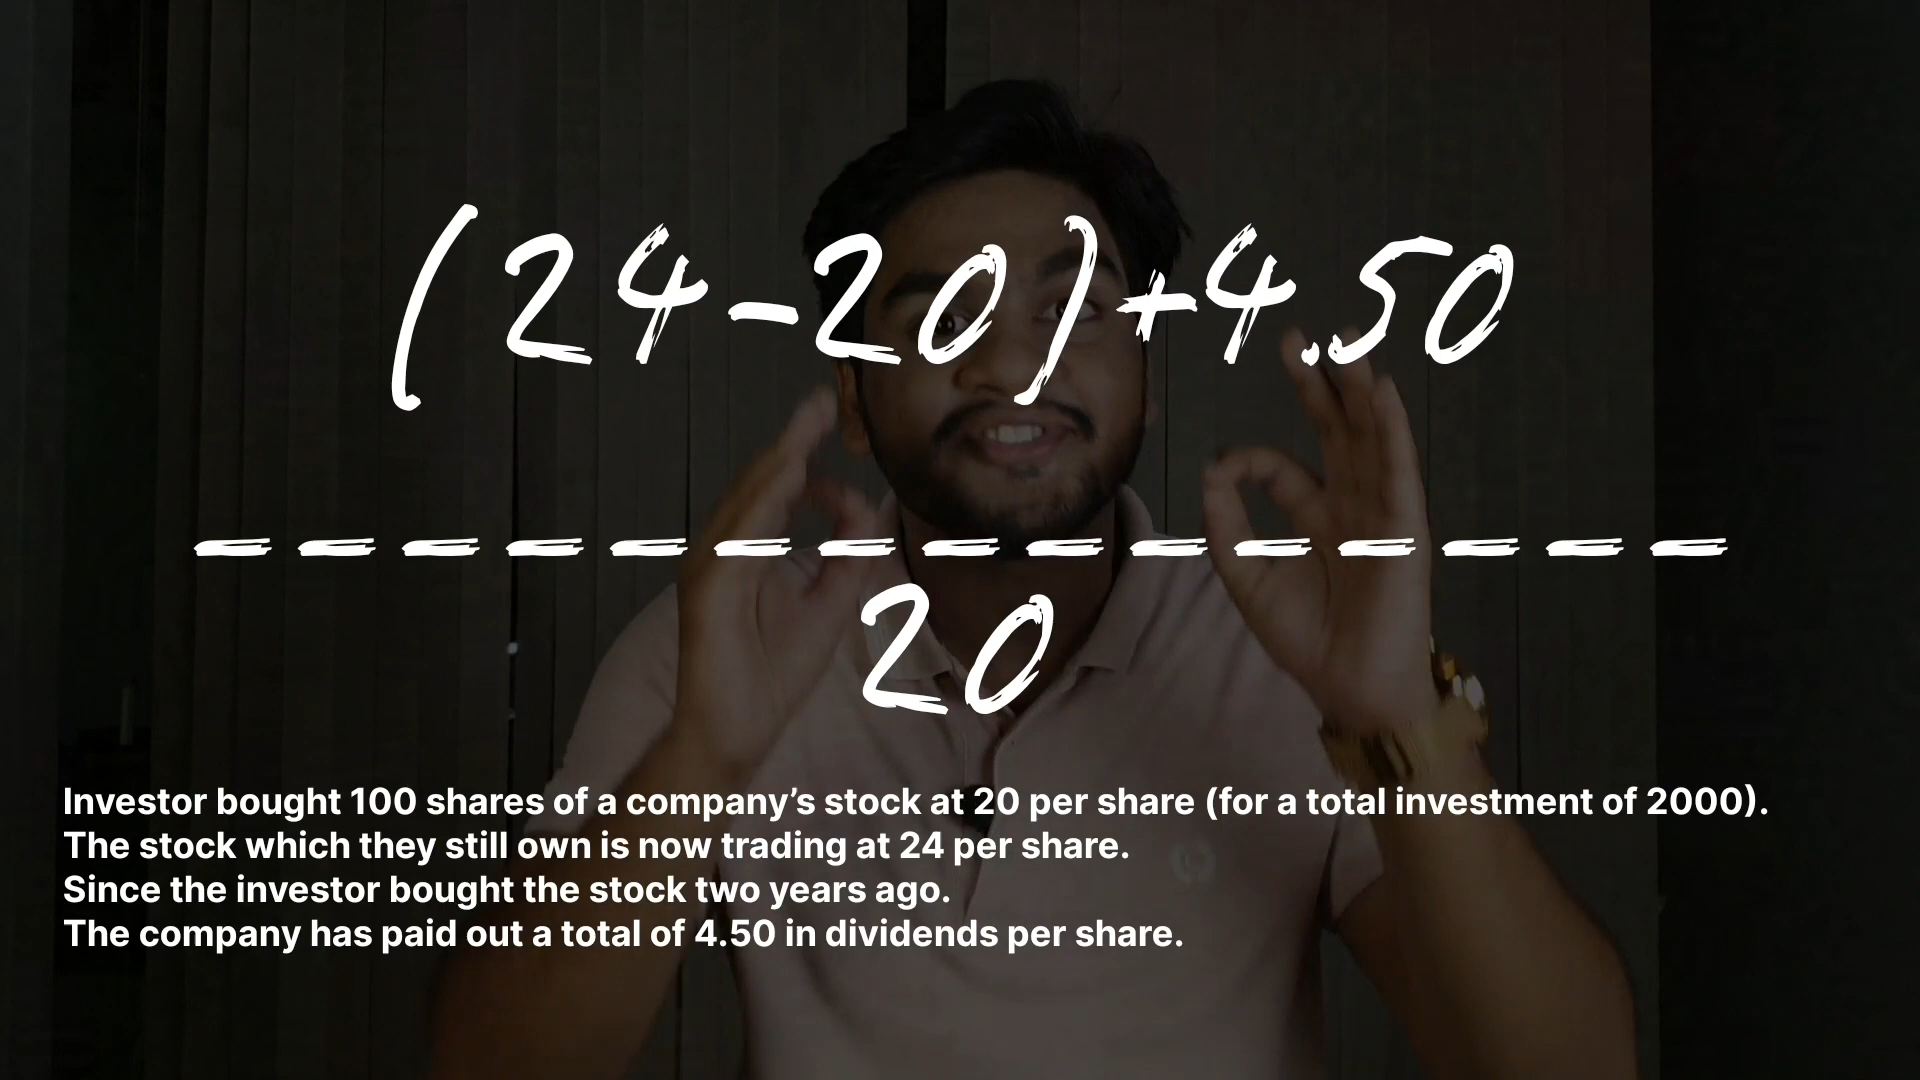 (24-20)+4.50
---------------
20
Investor bought 100 shares of a company’s stock at 20 per share (for a total investment of 2000).
The stock which they still own is now trading at 24 per share.
Since the investor bought the stock two years ago.
The company has paid out a total of 4.50 in dividends per share.